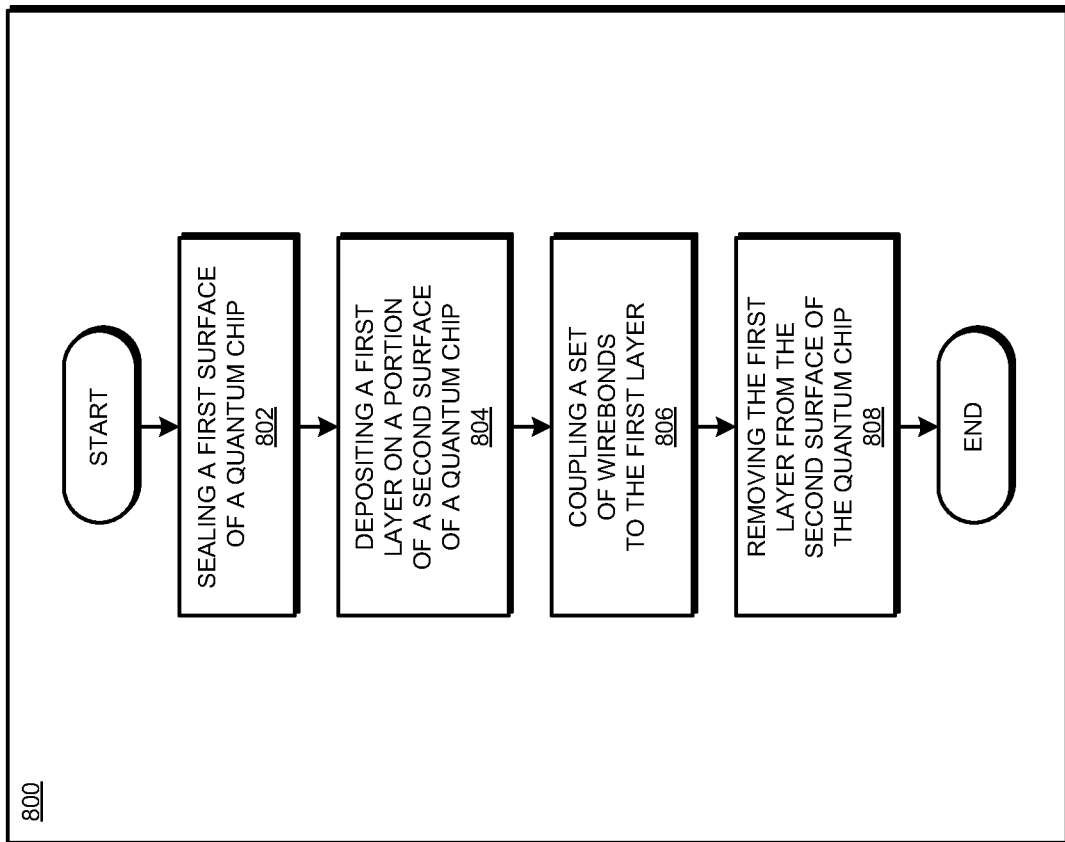 800
START
SEALING A FIRST SURFACE
OF A QUANTUM CHIP
802
DEPOSITING A FIRST
LAYER ON A PORTION
OF A SECOND SURFACE
OF A QUANTUM CHIP
804
COUPLING A SET
OF WIREBONDS
TO THE FIRST LAYER
806
REMOVING THE FIRST
LAYER FROM THE
SECOND SURFACE OF
THE QUANTUM CHIP
808
END